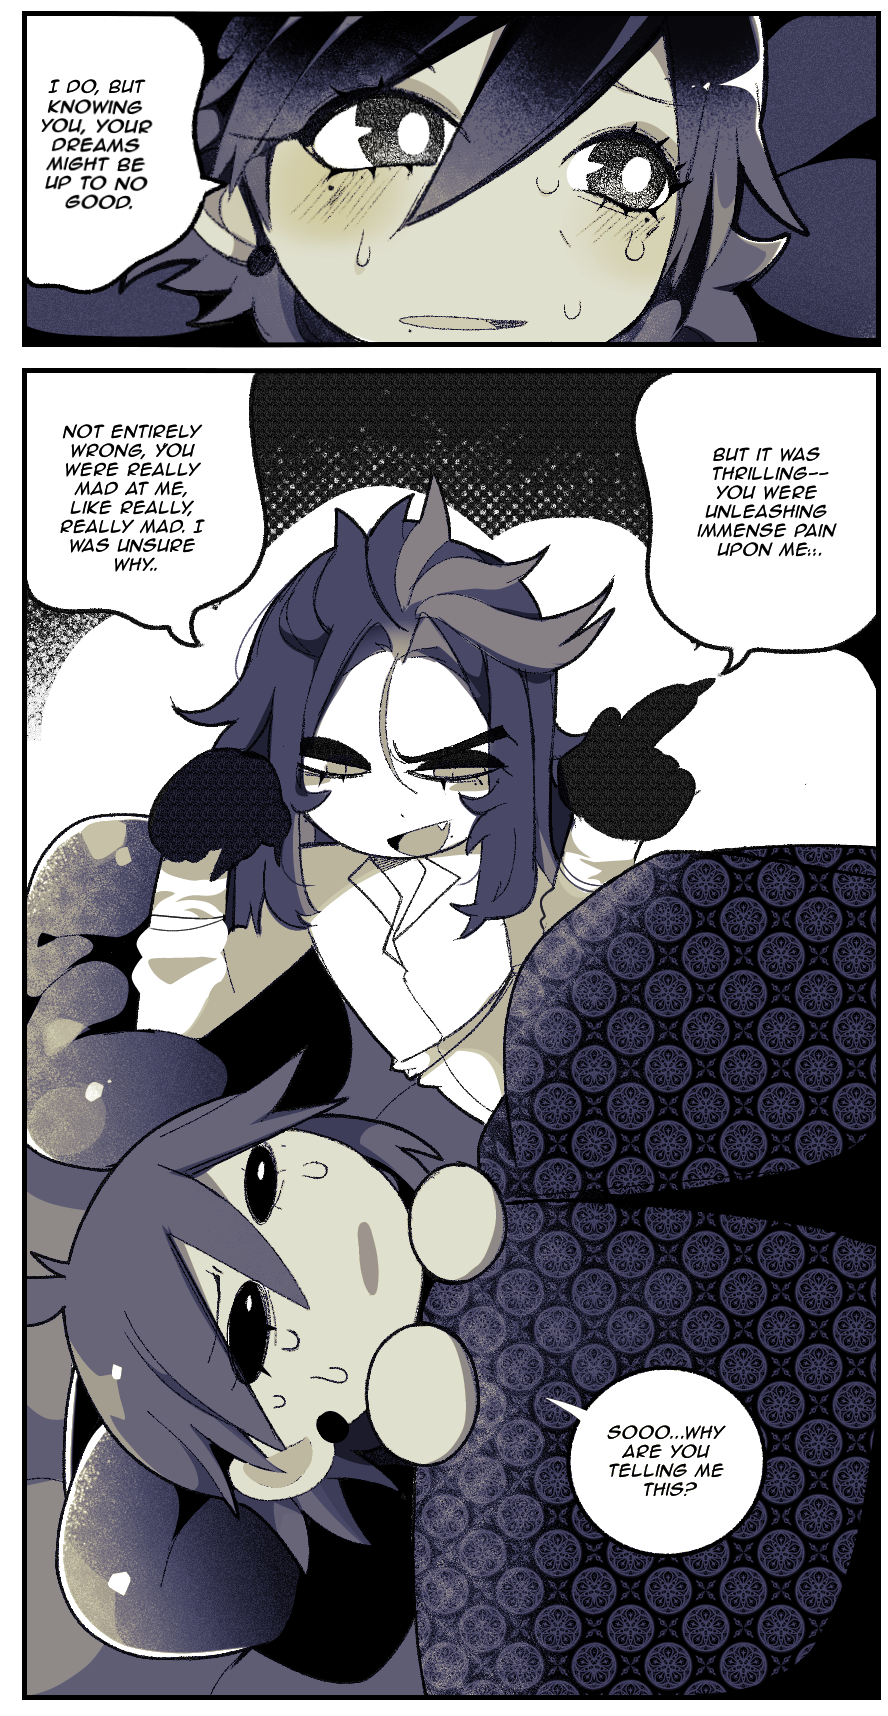 I DO, BUT
KNOWING
YOU, YOUR
DREAMS
MIGHT BE
UP TO NO
GOOD.
NOT ENTIRELY
WRONG, YOU
WERE REALLY
MAD AT ME,
LIKE REALLY,
REALLY MAD. I
WAS UNSURE
WHY..
BUT IT WAS
THRILLING--
YOU WERE
UNLEASHING
IMMENSE PAIN
UPON ME::.
SOOO...WHY
ARE YOU
TELLING ME
THIS?